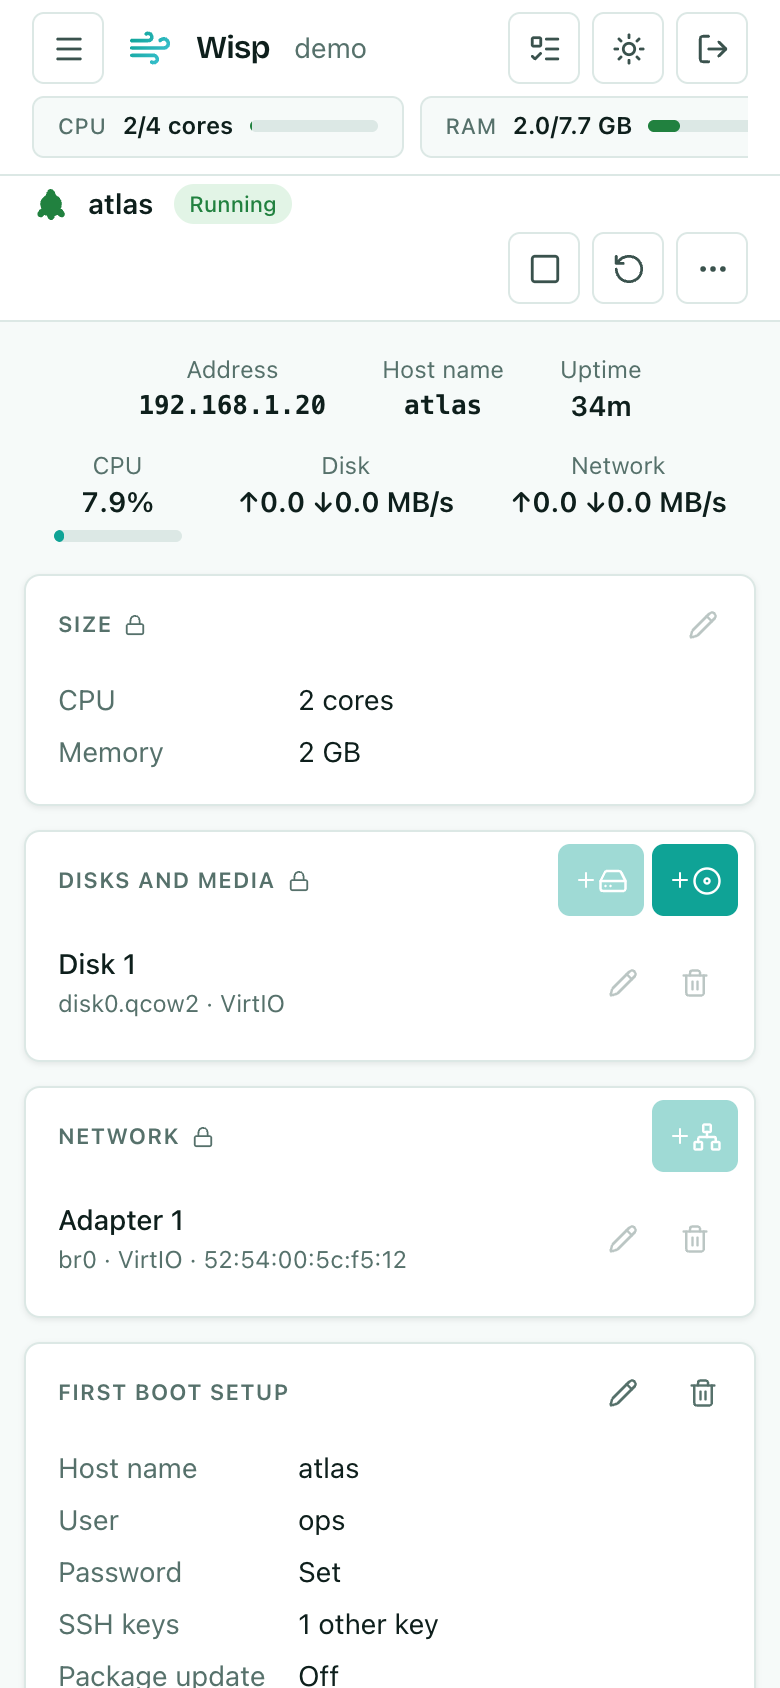 Wisp demo
CPU 2/4 cores
RAM 2.0/7.7 GB
atlas Running
Address Host name Uptime
192.168.1.20 atlas 34m
CPU Disk Network
7.9% ↑0.0 ↓0.0 MB/s ↑0.0 ↓0.0 MB/s
SIZE
CPU 2 cores
Memory 2 GB
DISKS AND MEDIA
Disk 1
disk0.qcow2 · VirtIO
NETWORK
Adapter 1
br0 · VirtIO · 52:54:00:5c:f5:12
FIRST BOOT SETUP
Host name atlas
User ops
Password Set
SSH keys 1 other key
Package update Off